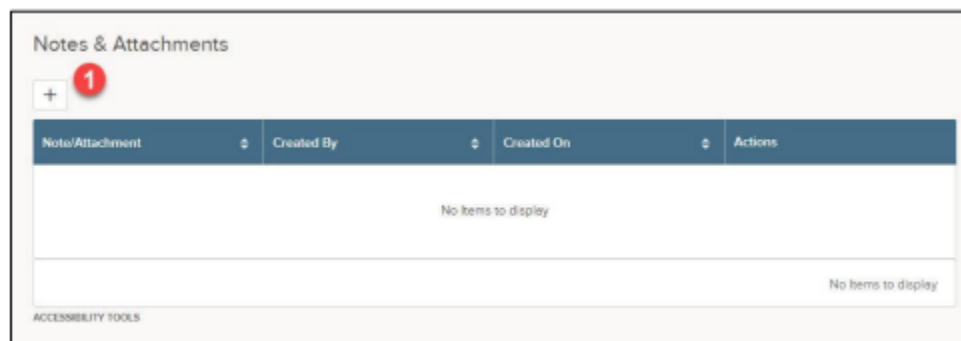 Notes & Attachments
1
+
Note/Attachment Created By Created On Actions
No items to display
No items to display
ACCESSIBILITY TOOLS